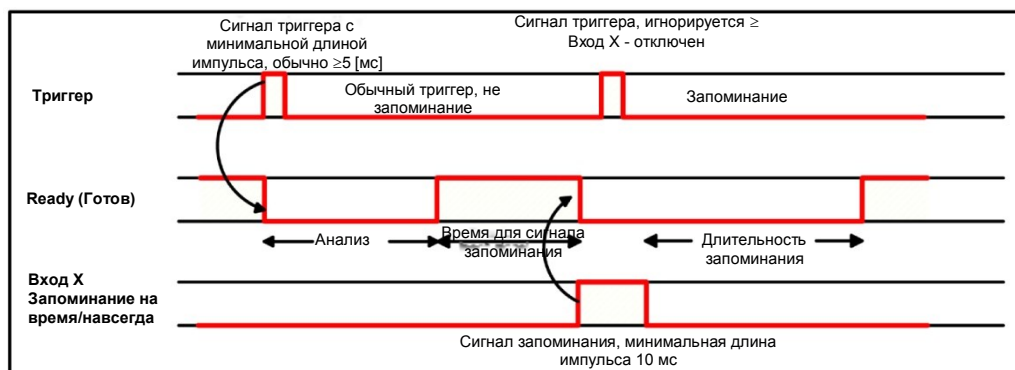 Сигнал триггера с
минимальной длиной
импульса, обычно ≥5 [мс]
Сигнал триггера, игнорируется ≥
Вход X - отключен
Триггер
Обычный триггер, не
запоминание
Запоминание
Ready (Готов)
Анализ
Время для сигнала
запоминания
Длительность
запоминания
Вход X
Запоминание на
время/навсегда
Сигнал запоминания, минимальная длина
импульса 10 мс